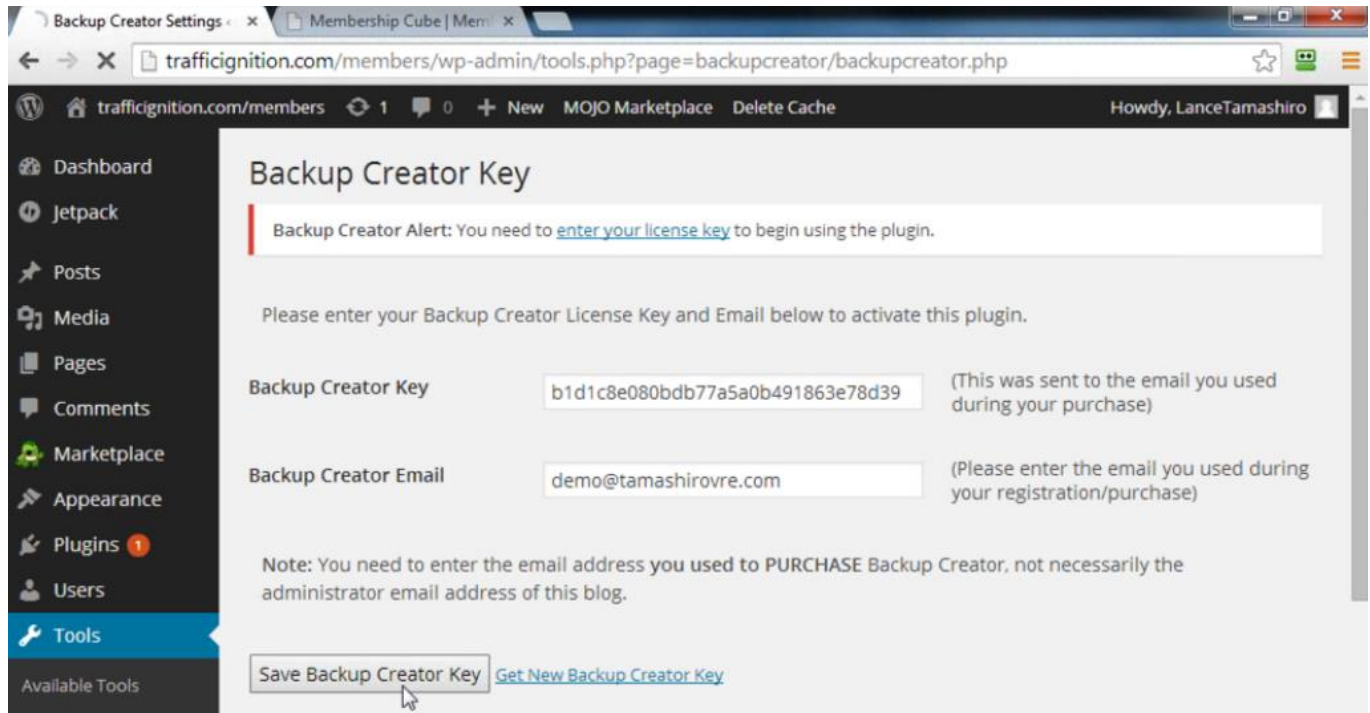 Backup Creator Settings
Membership Cube | Mem
trafficignition.com/members/wp-admin/tools.php?page=backupcreator/backupcreator.php
trafficignition.com/members 1 0 + New MOJO Marketplace Delete Cache Howdy, LanceTamashiro
Dashboard
Jetpack
Posts
Media
Pages
Comments
Marketplace
Appearance
Plugins 1
Users
Tools
Available Tools
Backup Creator Key
Backup Creator Alert: You need to enter your license key to begin using the plugin.
Please enter your Backup Creator License Key and Email below to activate this plugin.
Backup Creator Key
b1d1c8e080bdb77a5a0b491863e78d39
(This was sent to the email you used
during your purchase)
Backup Creator Email
demo@tamashirovre.com
(Please enter the email you used during
your registration/purchase)
Note: You need to enter the email address you used to PURCHASE Backup Creator, not necessarily the
administrator email address of this blog.
Save Backup Creator Key Get New Backup Creator Key